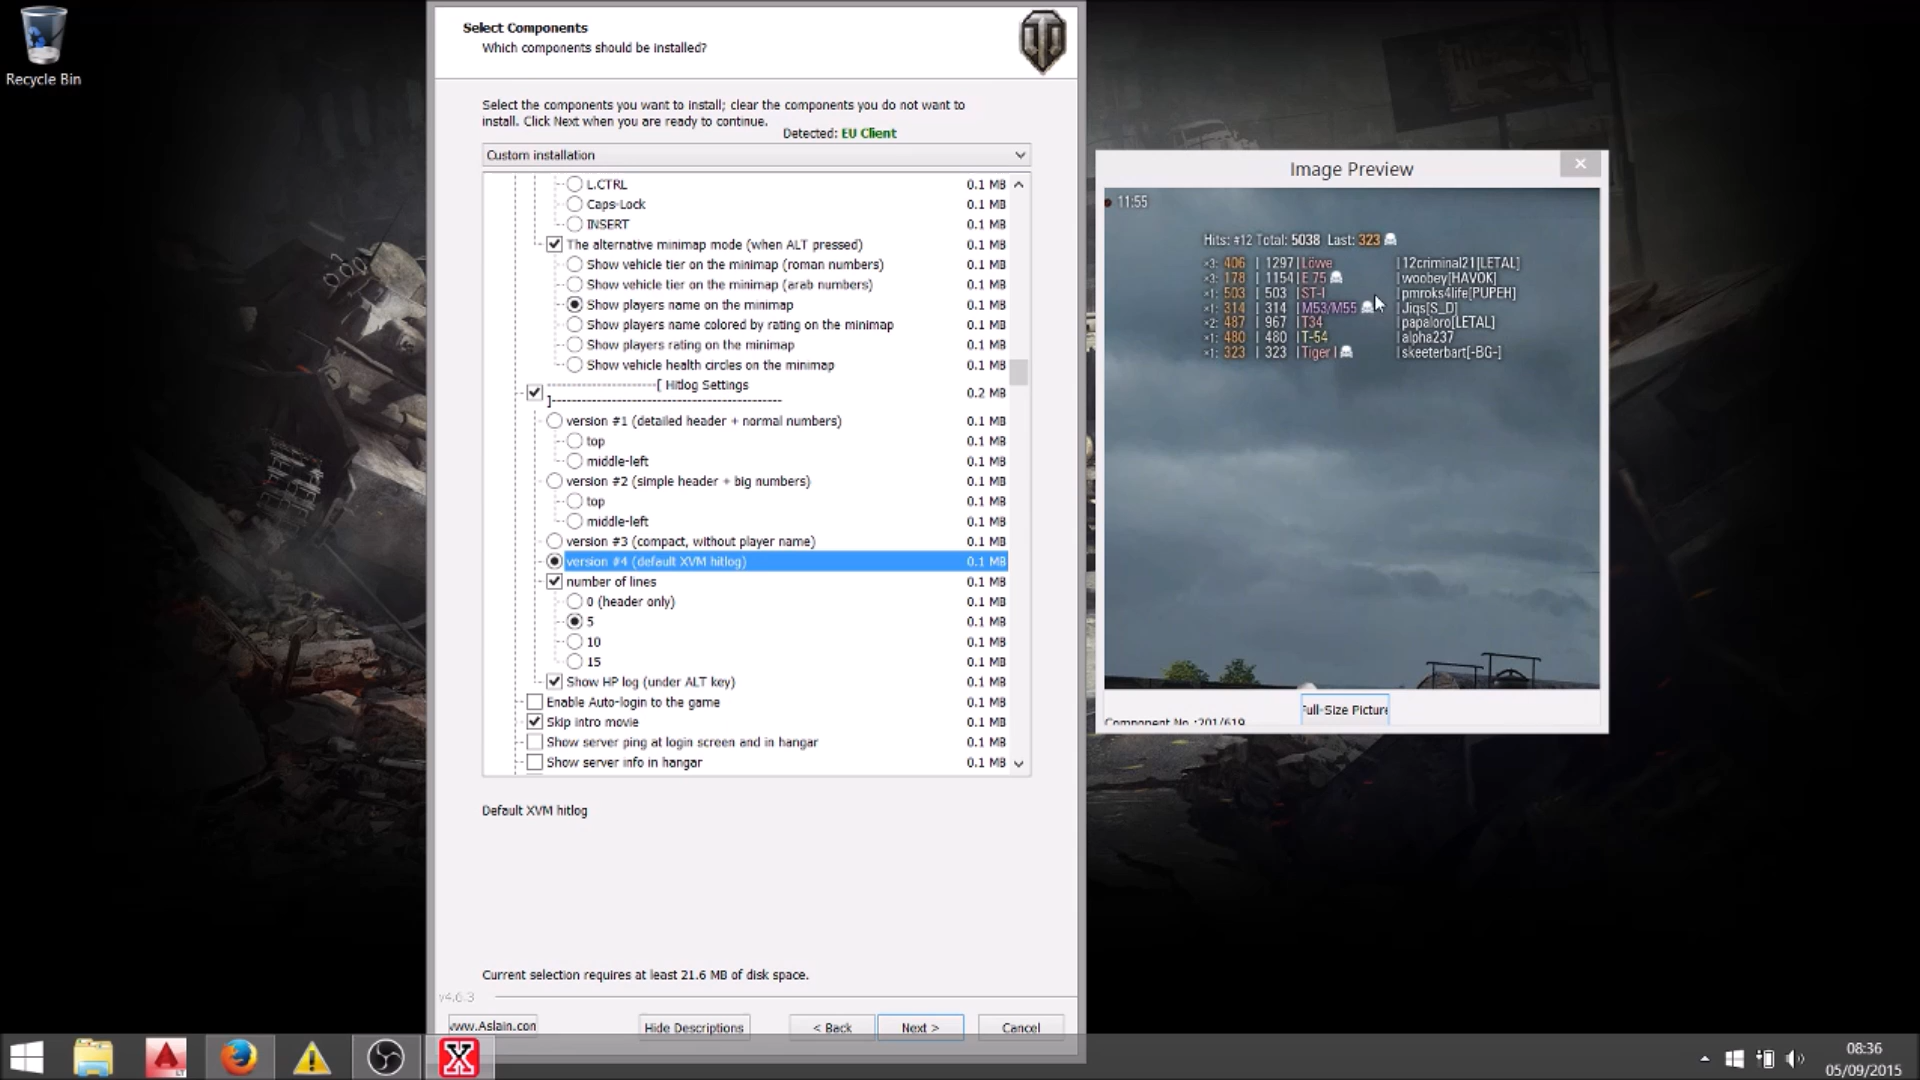 Recycle Bin
Select Components
Which components should be installed?
Select the components you want to install; clear the components you do not want to
install. Click Next when you are ready to continue.
Detected: EU Client
Custom installation
L.CTRL 0.1 MB
Caps-Lock 0.1 MB
INSERT 0.1 MB
The alternative minimap mode (when ALT pressed) 0.1 MB
Show vehicle tier on the minimap (roman numbers) 0.1 MB
Show vehicle tier on the minimap (arab numbers) 0.1 MB
Show players name on the minimap 0.1 MB
Show players name colored by rating on the minimap 0.1 MB
Show players rating on the minimap 0.1 MB
Show vehicle health circles on the minimap 0.1 MB
----------------------[ Hitlog Settings
]---------------------------------------------- 0.2 MB
version #1 (detailed header + normal numbers) 0.1 MB
top 0.1 MB
middle-left 0.1 MB
version #2 (simple header + big numbers) 0.1 MB
top 0.1 MB
middle-left 0.1 MB
version #3 (compact, without player name) 0.1 MB
version #4 (default XVM hitlog) 0.1 MB
number of lines 0.1 MB
0 (header only) 0.1 MB
5 0.1 MB
10 0.1 MB
15 0.1 MB
Show HP log (under ALT key) 0.1 MB
Enable Auto-login to the game 0.1 MB
Skip intro movie 0.1 MB
Show server ping at login screen and in hangar 0.1 MB
Show server info in hangar 0.1 MB
Default XVM hitlog
Current selection requires at least 21.6 MB of disk space.
v4.6.3
www.Aslain.com
Hide Descriptions
< Back
Next >
Cancel
Image Preview
11:55
Hits: #12 Total: 5038 Last: 323
×3: 406 | 1297 | Löwe | 12criminal21[LETAL]
×3: 178 | 1154 | E 75 | woobey[HAVOK]
×1: 503 | 503 | ST-I | pmroks4life[PUPEH]
×1: 314 | 314 | M53/M55 | Jiqs[S_D]
×2: 487 | 967 | T34 | papaloro[LETAL]
×1: 480 | 480 | T-54 | alpha237
×1: 323 | 323 | Tiger I | skeeterbart[-BG-]
Full-Size Picture
Component No.:201/619
08:36
05/09/2015